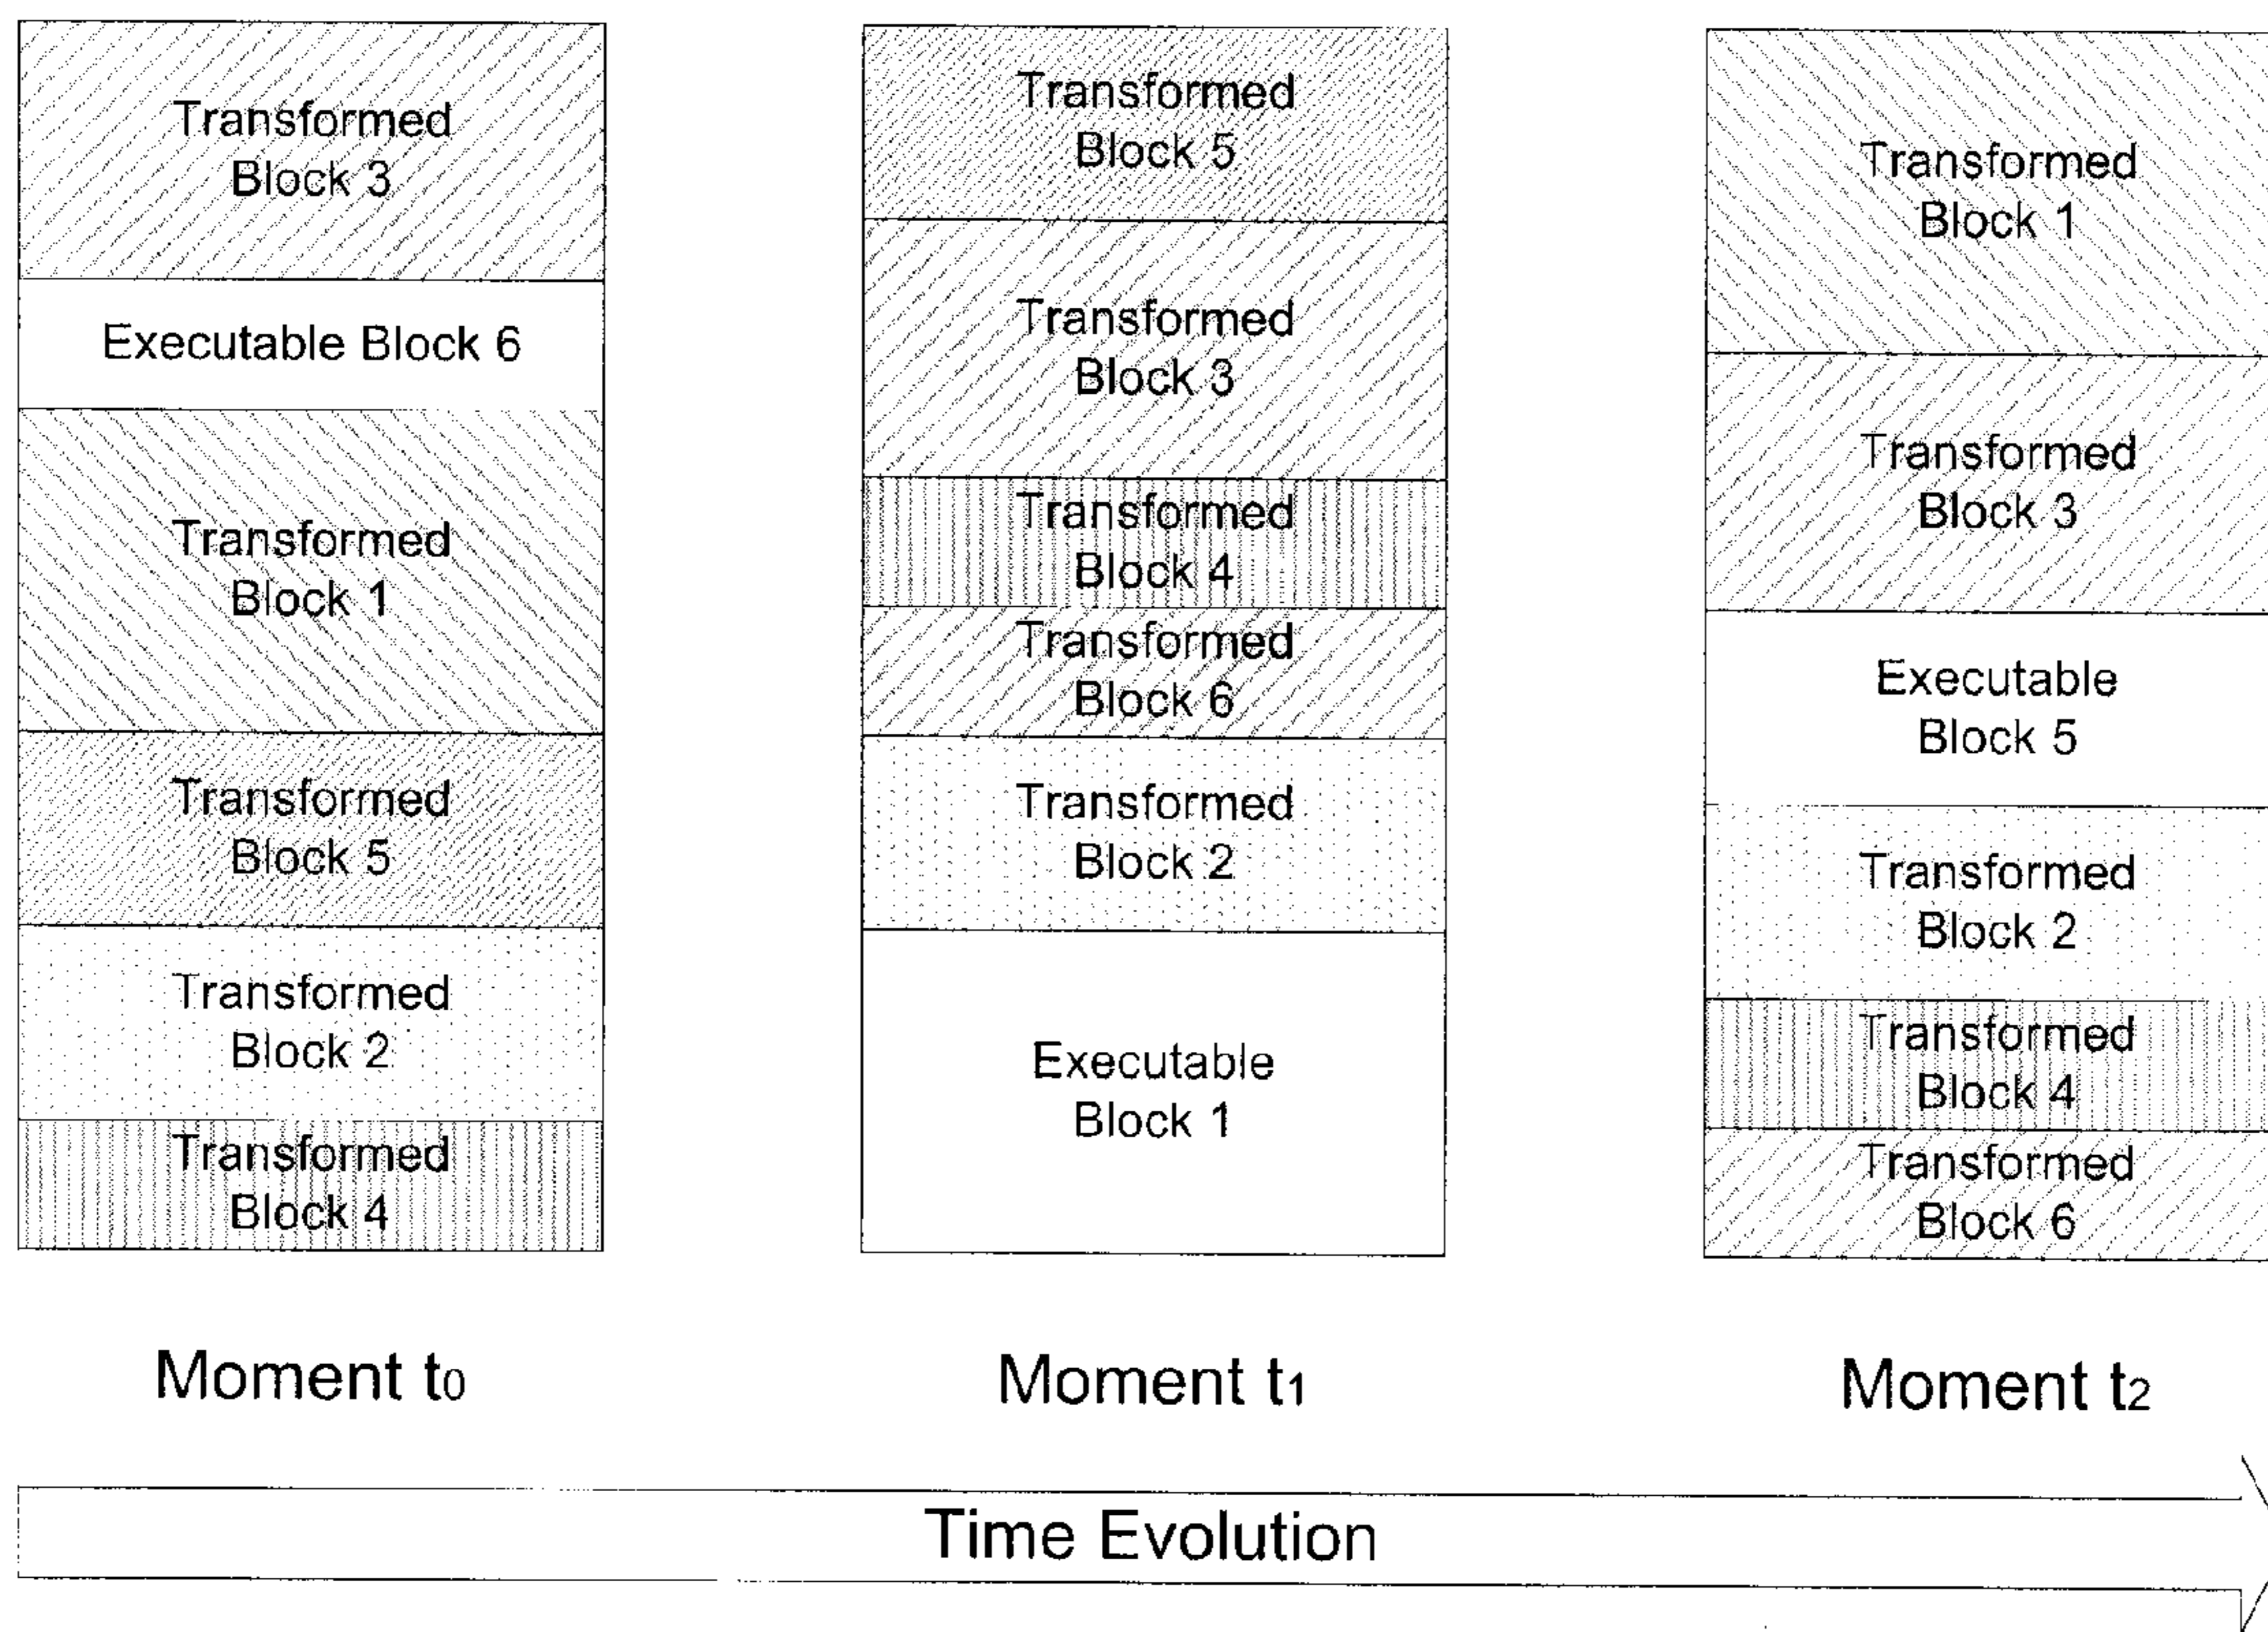 Transformed
Block 3
Executable Block 6
Transformed
Block 1
Transformed
Block 5
Transformed
Block 2
Transformed
Block 4
Moment t0
Transformed
Block 5
Transformed
Block 3
Transformed
Block 4
Transformed
Block 6
Transformed
Block 2
Executable
Block 1
Moment t1
Transformed
Block 1
Transformed
Block 3
Executable
Block 5
Transformed
Block 2
Transformed
Block 4
Transformed
Block 6
Moment t2
Time Evolution